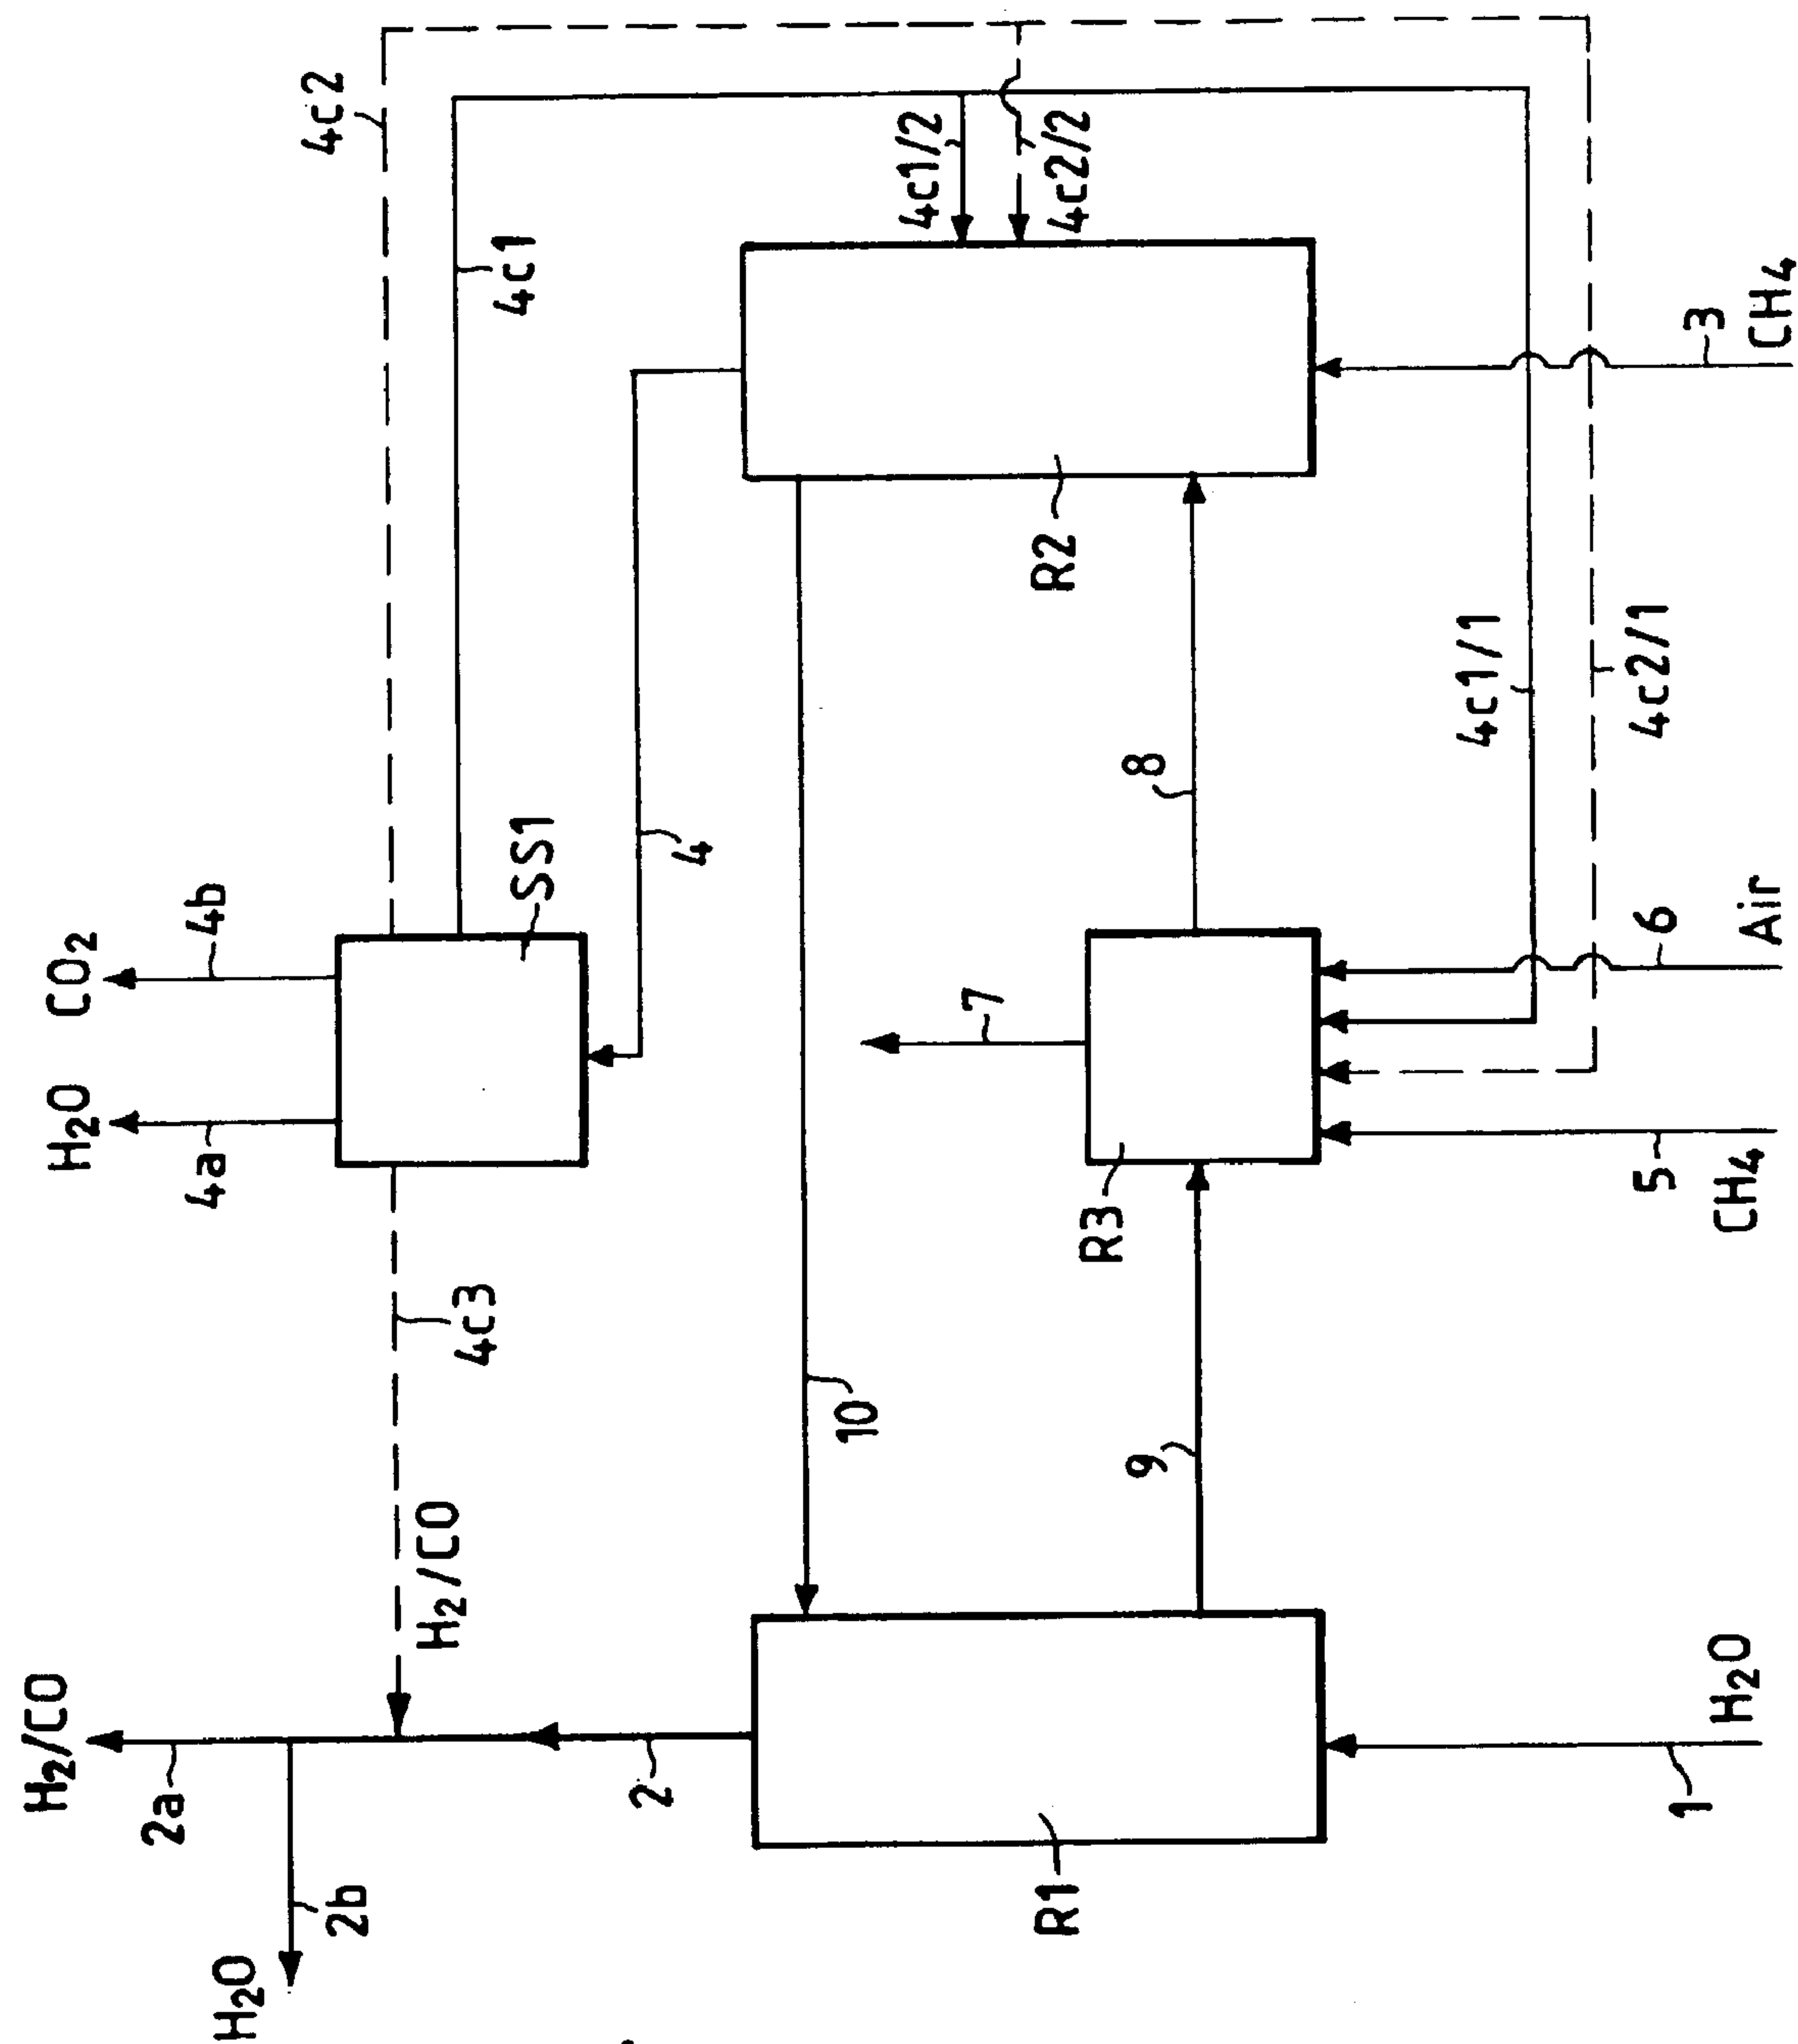 H₂/CO
2a
H₂O
2b
2
H₂/CO
4c3
H₂O
4a
CO₂
4b
SS1
4c2
4c1
4
4c1/2
4c2/2
10
R1
9
R3
7
8
R2
4c1/1
4c2/1
1
H₂O
5
CH₄
6
Air
3
CH₄